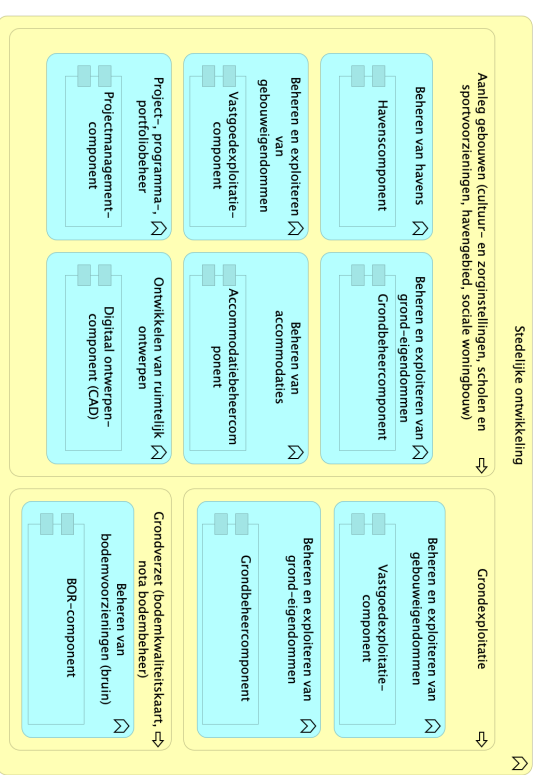 Stedelijke ontwikkeling
Aanleg gebouwen (cultuur- en zorginstellingen, scholen en
sportvoorzieningen, havengebied, sociale woningbouw)
Beheren van havens
Havenscomponent
Beheren en exploiteren van
grond-eigendommen
Grondbeheercomponent
Beheren en exploiteren
van
gebouweigendommen
Vastgoedexploitatie-
component
Beheren van
accommodaties
Accommodatiebeheercom
ponent
Project-, programma-,
portfoliobeheer
Projectmanagement-
component
Ontwikkelen van ruimtelijk
ontwerpen
Digitaal ontwerpen-
component (CAD)
Grondexploitatie
Beheren en exploiteren van
gebouweigendommen
Vastgoedexploitatie-
component
Beheren en exploiteren van
grond-eigendommen
Grondbeheercomponent
Grondverzet (bodemkwaliteitskaart,
nota bodembeheer)
Beheren van
bodemvoorzieningen (bruin)
BOR-component